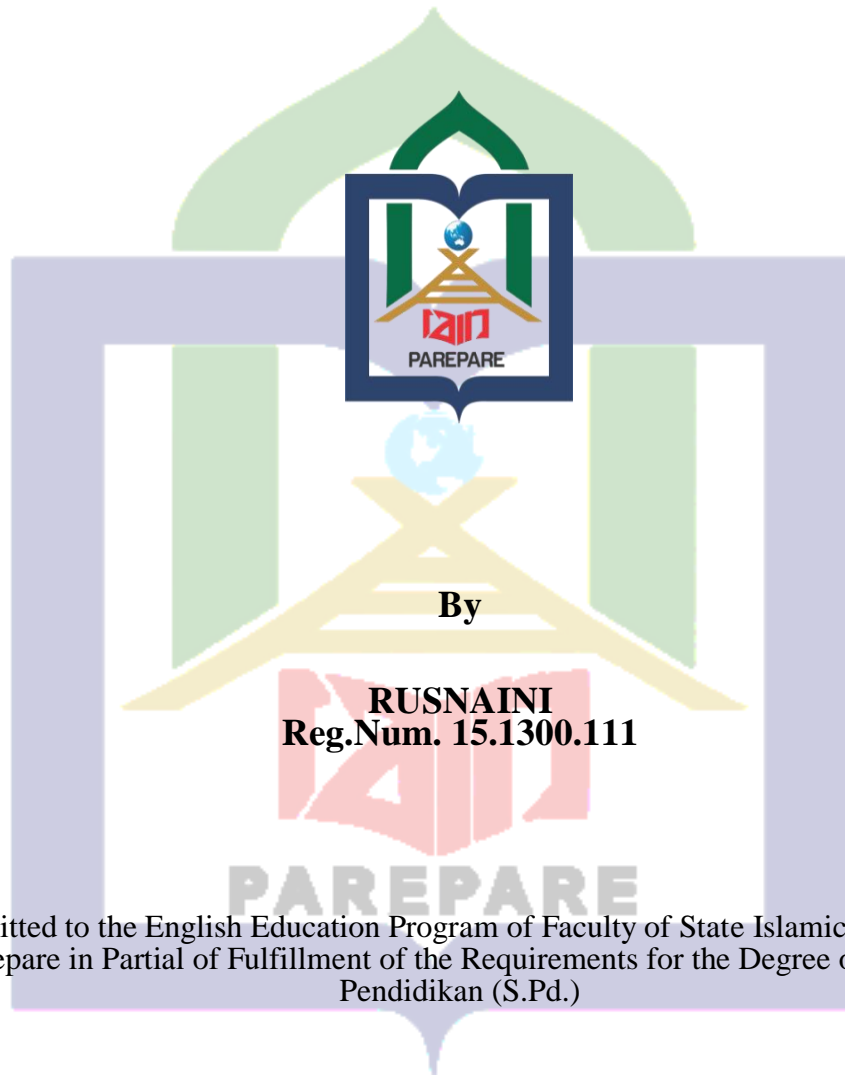 iain
PAREPARE
By
RUSNAINI
Reg.Num. 15.1300.111
PAREPARE
itted to the English Education Program of Faculty of State Islamic
epare in Partial of Fulfillment of the Requirements for the Degree
Pendidikan (S.Pd.)